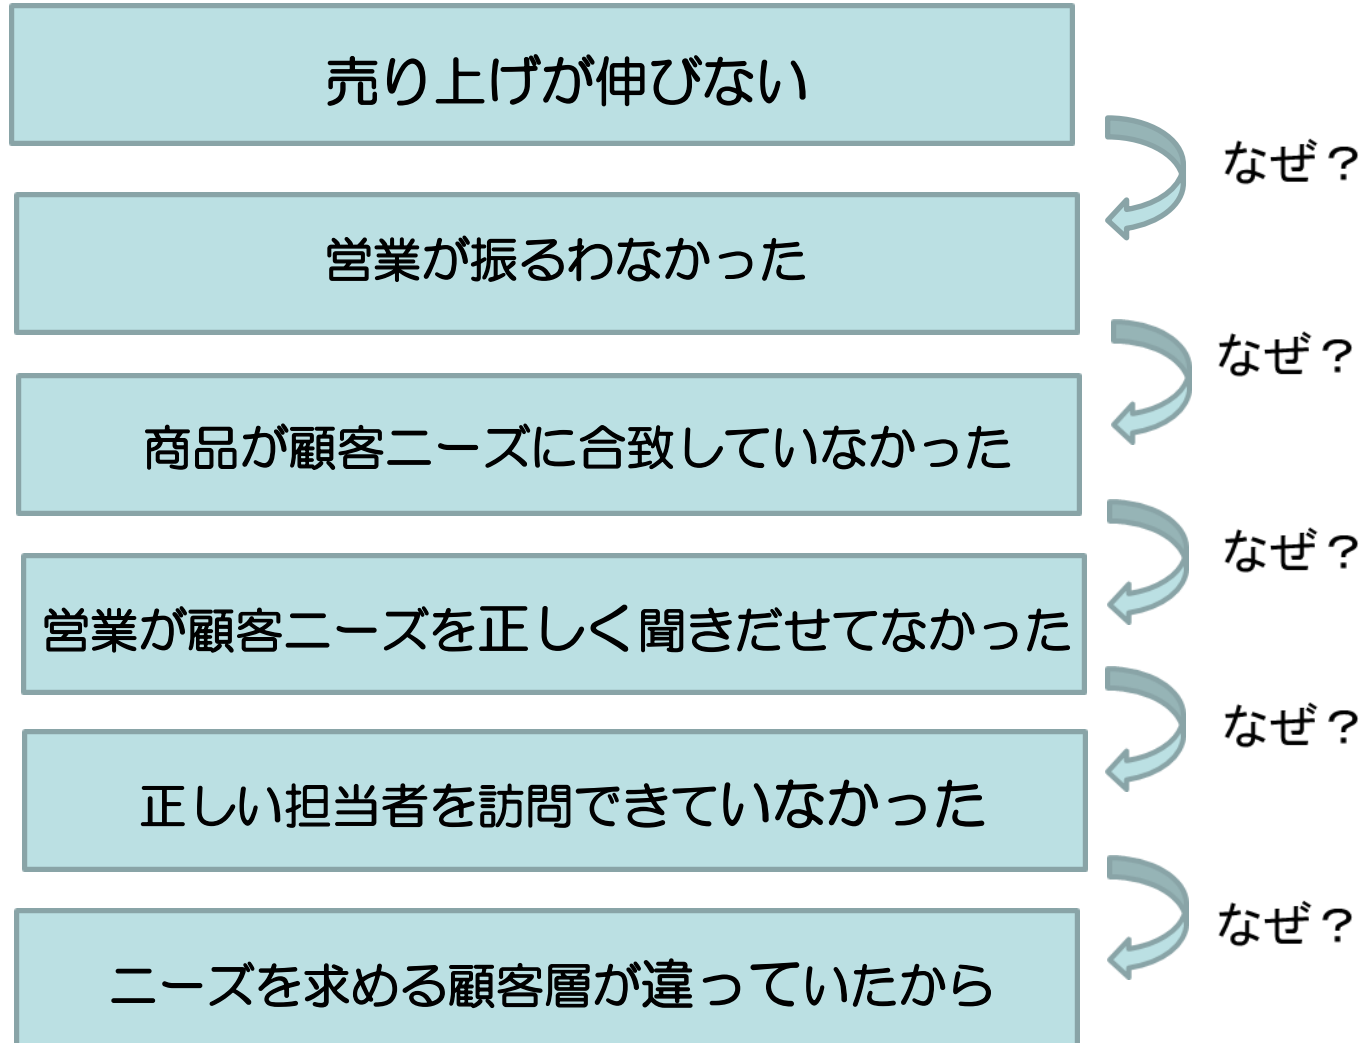 売り上げが伸びない
なぜ？
営業が振るわなかった
なぜ？
商品が顧客ニーズに合致していなかった
なぜ？
営業が顧客ニーズを正しく聞きだせてなかった
なぜ？
正しい担当者を訪問できていなかった
なぜ？
ニーズを求める顧客層が違っていたから